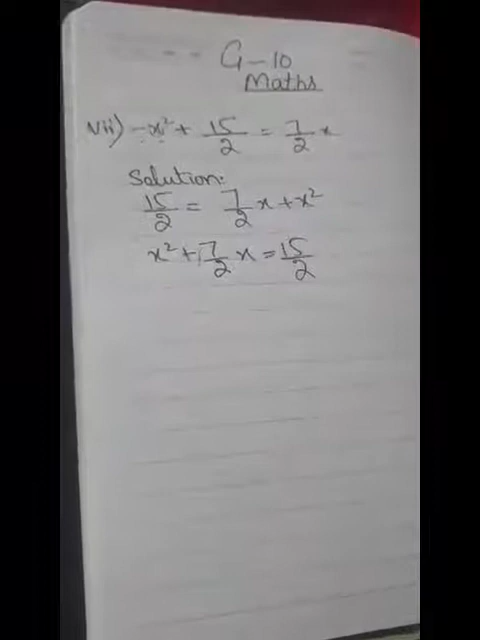 G-10
Maths
vii) -x² + 15/2 = 7/2 x
Solution:
15/2 = 7/2 x + x²
x² + 7/2 x = 15/2